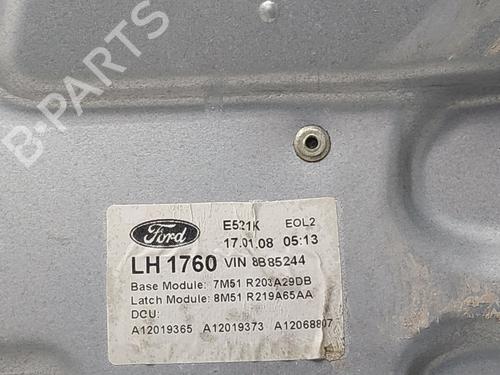 B-PARTS
Ford
E521K EOL2
17.01.08 05:13
LH 1760 VIN 8B85244
Base Module: 7M51 R203A29DB
Latch Module: 8M51 R219A65AA
DCU:
A12019365 A12019373 A12068807